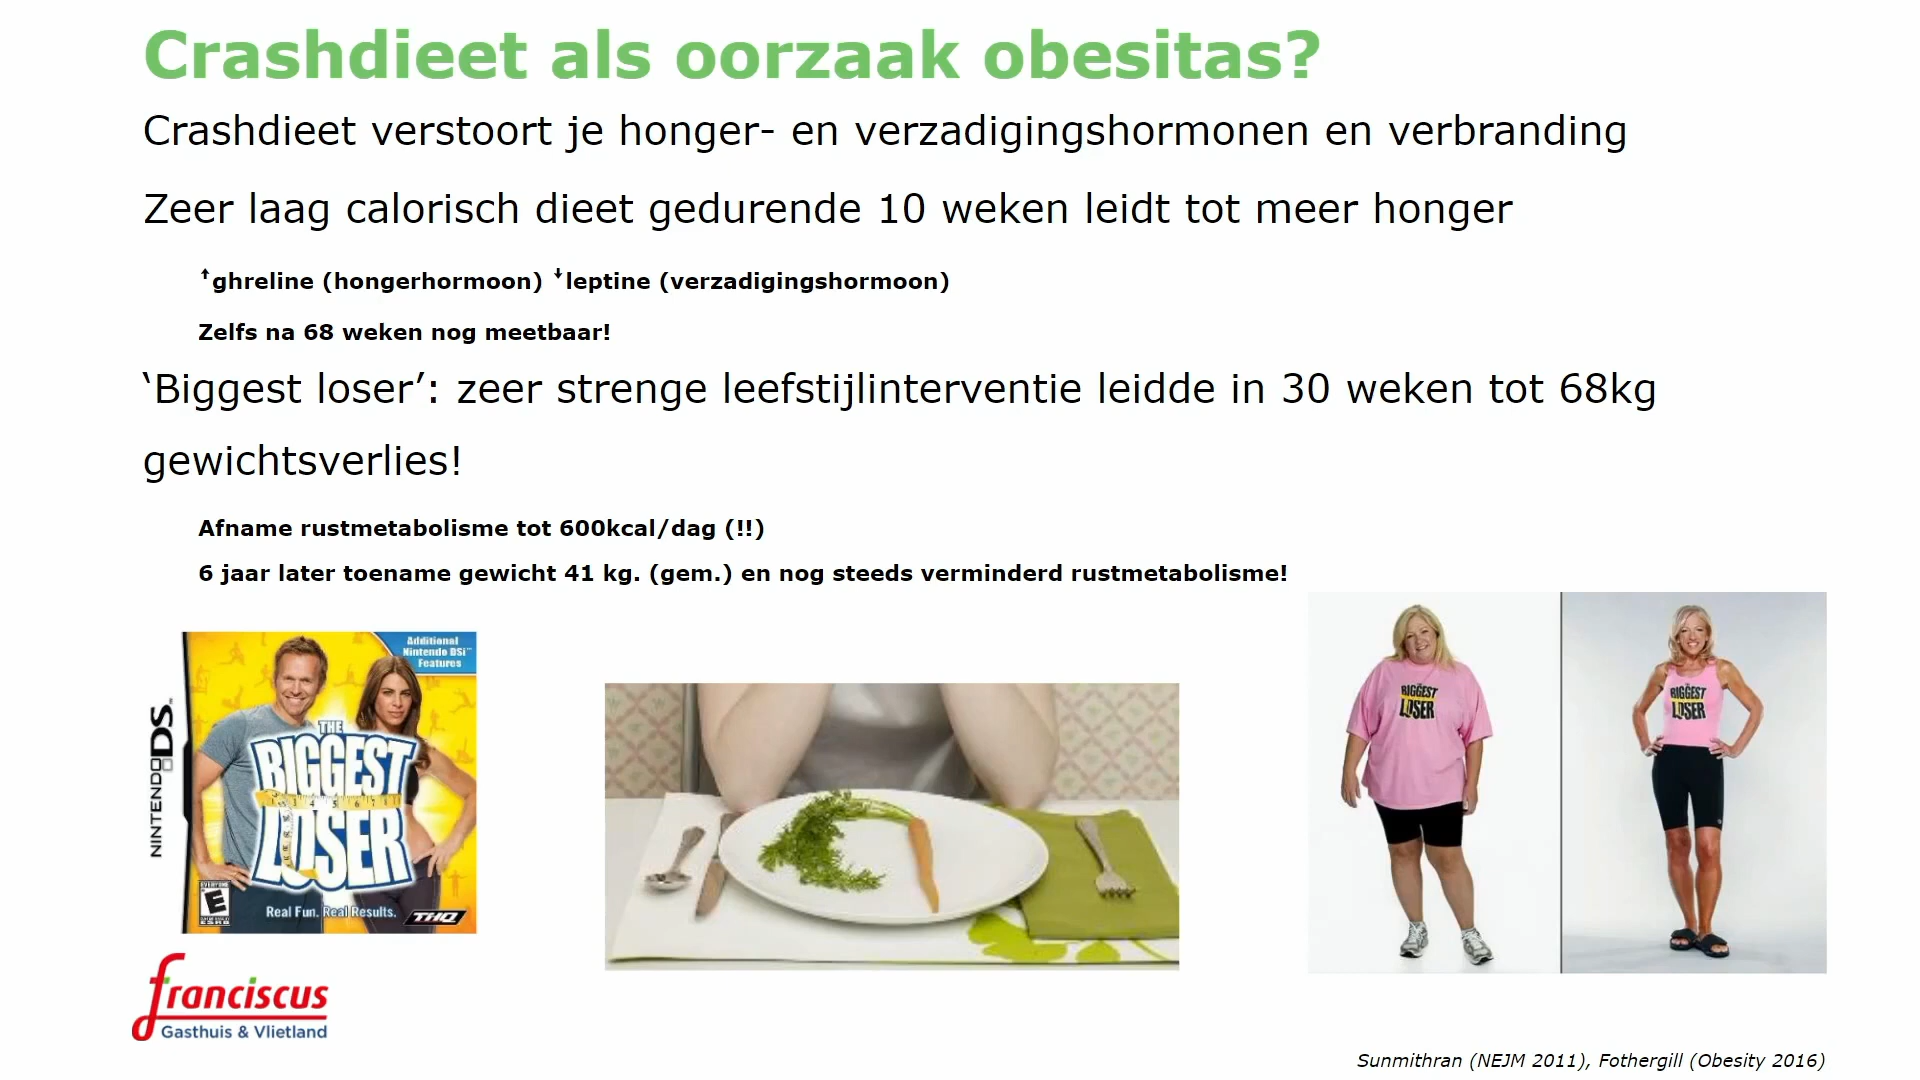 Crashdieet als oorzaak obesitas?
Crashdieet verstoort je honger- en verzadigingshormonen en verbranding
Zeer laag calorisch dieet gedurende 10 weken leidt tot meer honger
↑ghreline (hongerhormoon) ↓leptine (verzadigingshormoon)
Zelfs na 68 weken nog meetbaar!
‘Biggest loser’: zeer strenge leefstijlinterventie leidde in 30 weken tot 68kg
gewichtsverlies!
Afname rustmetabolisme tot 600kcal/dag (!!)
6 jaar later toename gewicht 41 kg. (gem.) en nog steeds verminderd rustmetabolisme!
NINTENDO DS™
Additional
Nintendo DSi™
Features
THE
BIGGEST
LOSER
EVERYONE
E
ESRB
Real Fun. Real Results.
THQ
BIGGEST
LOSER
BIGGEST
LOSER
franciscus
Gasthuis & Vlietland
Sunmithran (NEJM 2011), Fothergill (Obesity 2016)